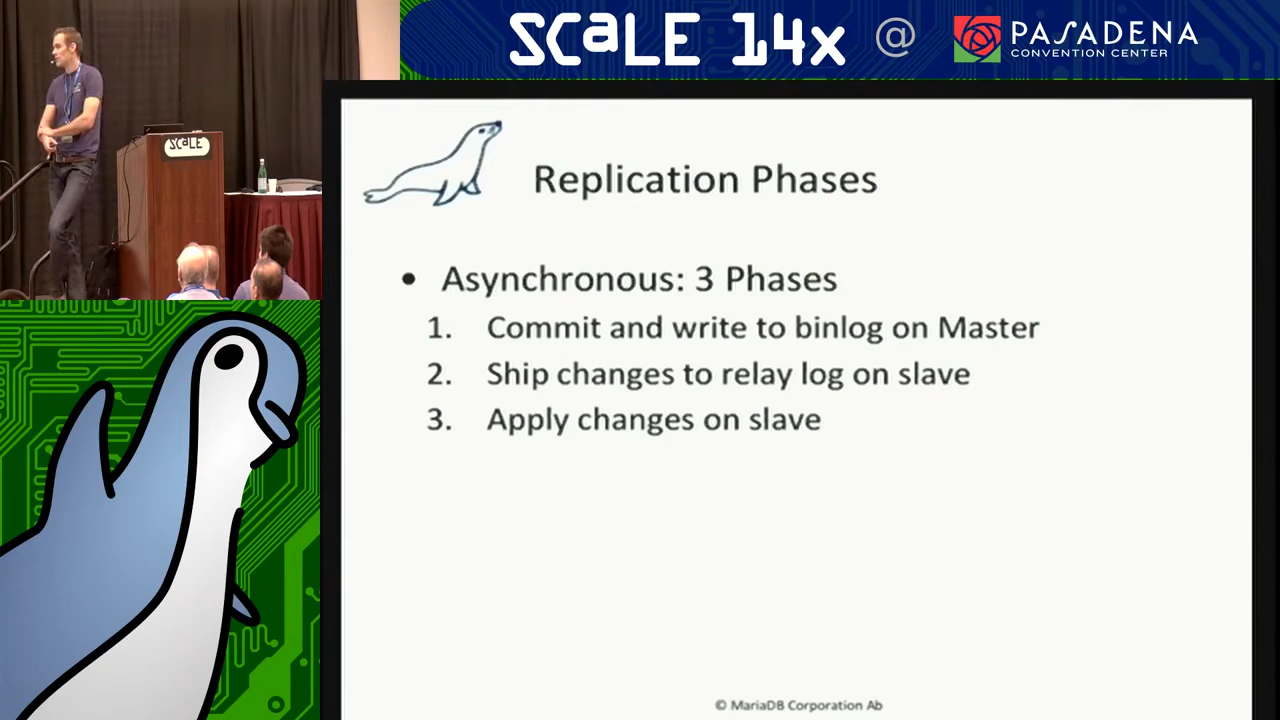 SCaLE 14x @ PASADENA
CONVENTION CENTER
SCaLE
Replication Phases
• Asynchronous: 3 Phases
1. Commit and write to binlog on Master
2. Ship changes to relay log on slave
3. Apply changes on slave
© MariaDB Corporation Ab